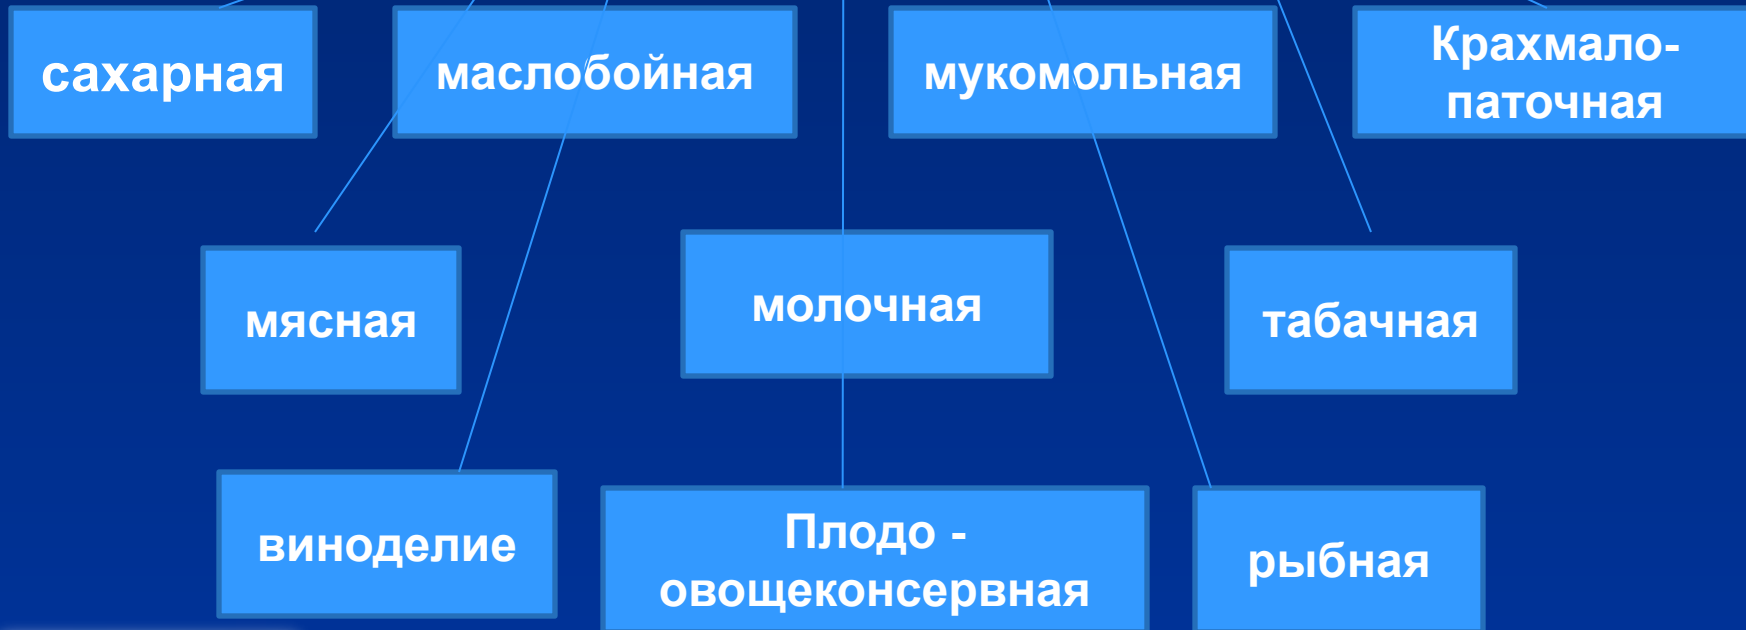 сахарная
маслобойная
мукомольная
Крахмало-
паточная
мясная
молочная
табачная
виноделие
Плодо -
овощеконсервная
рыбная